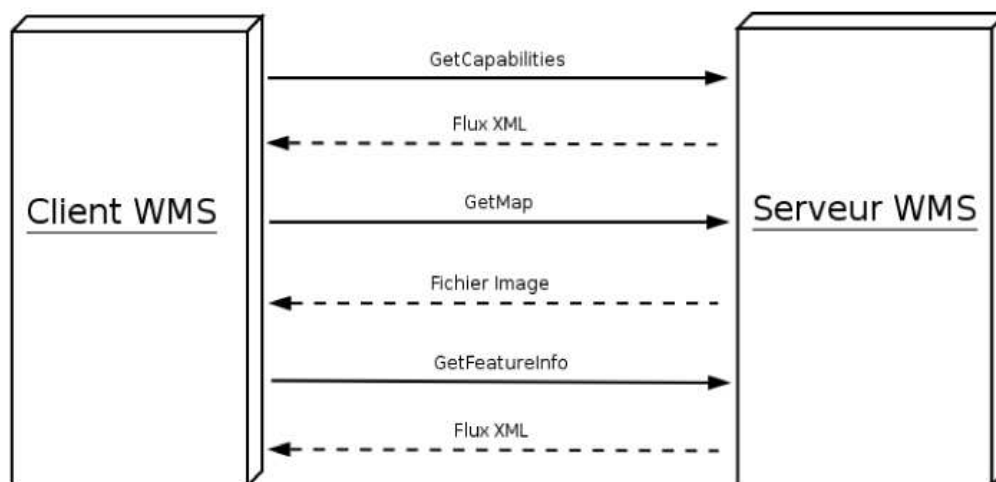 GetCapabilities
Flux XML
Client WMS
GetMap
Serveur WMS
Fichier Image
GetFeatureInfo
Flux XML